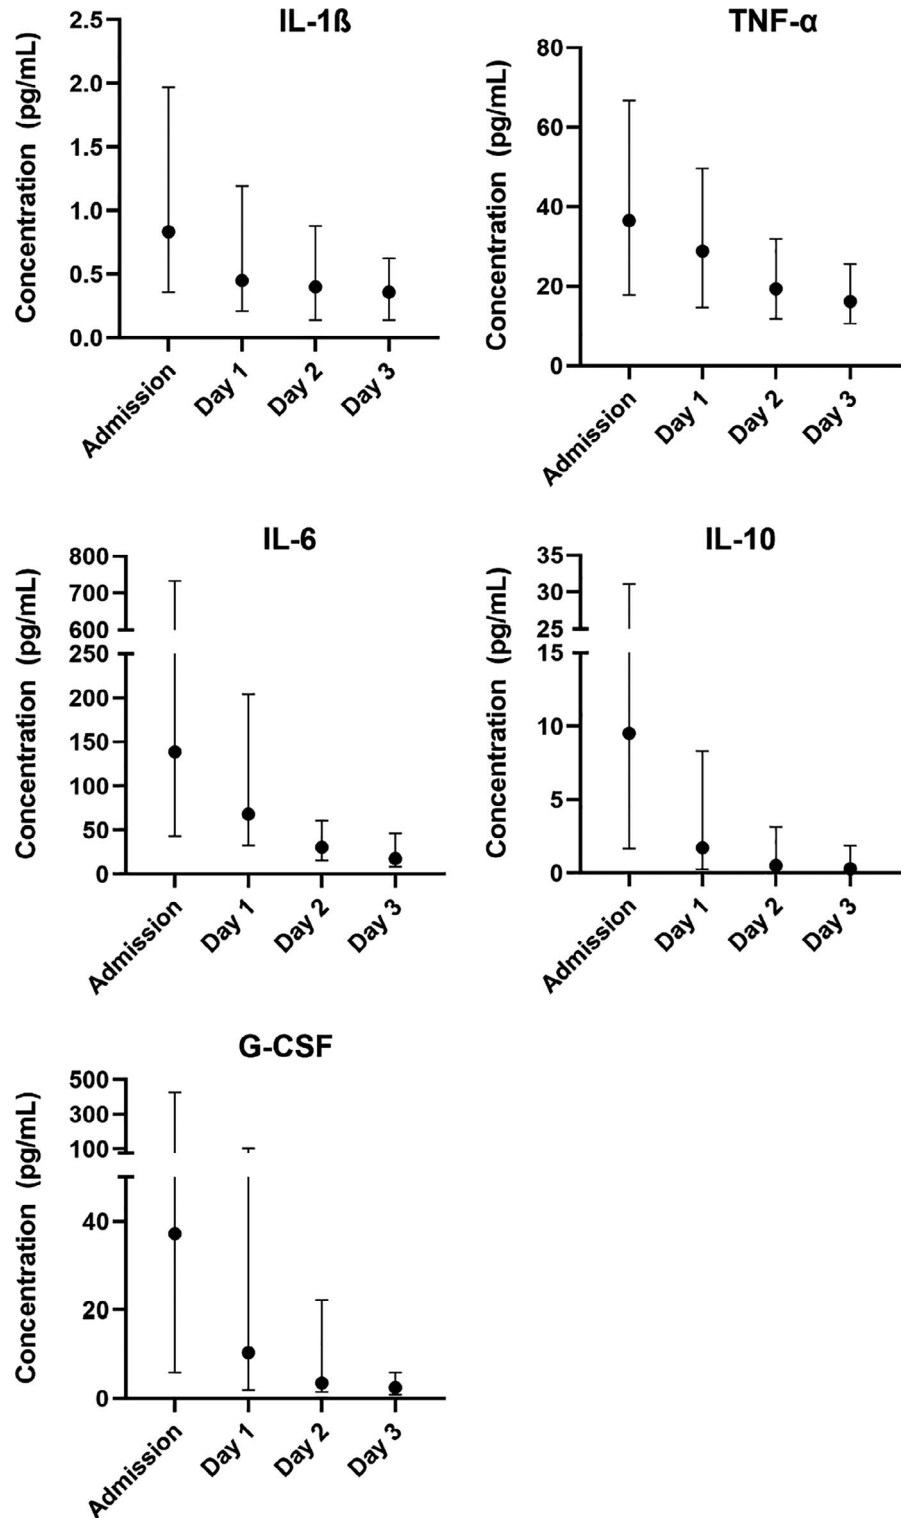 IL-1ß
Concentration (pg/mL)
2.5
2.0
1.5
1.0
0.5
0.0
Admission
Day 1
Day 2
Day 3
TNF-α
Concentration (pg/mL)
80
60
40
20
0
Admission
Day 1
Day 2
Day 3
IL-6
Concentration (pg/mL)
800
700
600
250
200
150
100
50
0
Admission
Day 1
Day 2
Day 3
IL-10
Concentration (pg/mL)
35
30
25
15
10
5
0
Admission
Day 1
Day 2
Day 3
G-CSF
Concentration (pg/mL)
500
300
100
40
20
0
Admission
Day 1
Day 2
Day 3